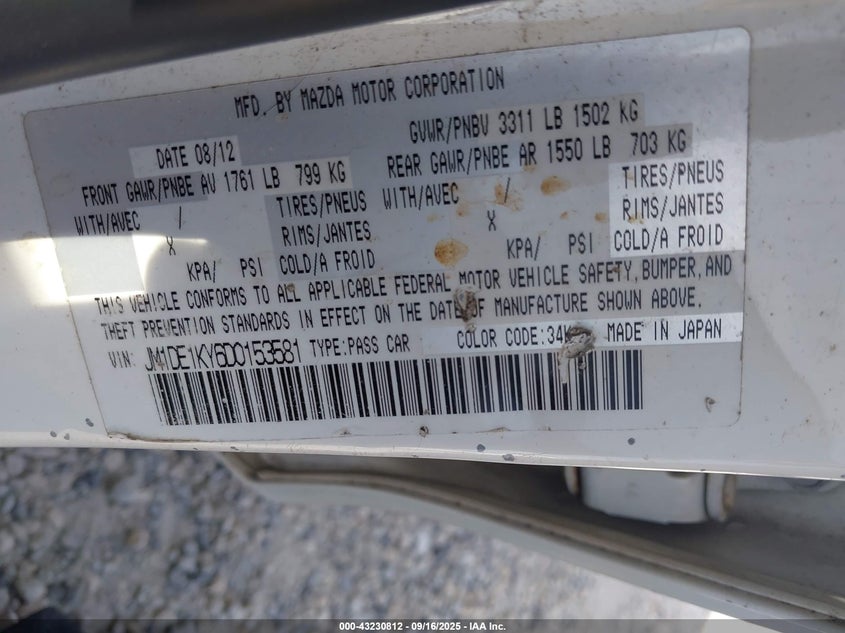 MFD. BY MAZDA MOTOR CORPORATION
DATE 08/12 GVWR/PNBV 3311 LB 1502 KG
FRONT GAWR/PNBE AV 1761 LB 799 KG REAR GAWR/PNBE AR 1550 LB 703 KG
WITH/AVEC / TIRES/PNEUS WITH/AVEC / TIRES/PNEUS
X RIMS/JANTES X RIMS/JANTES
KPA/ PSI COLD/A FROID KPA/ PSI COLD/A FROID
THIS VEHICLE CONFORMS TO ALL APPLICABLE FEDERAL MOTOR VEHICLE SAFETY, BUMPER, AND
THEFT PREVENTION STANDARDS IN EFFECT ON THE DATE OF MANUFACTURE SHOWN ABOVE.
VIN: JM1DE1KY6D0153581 TYPE:PASS CAR COLOR CODE:34K MADE IN JAPAN
000-43230812 - 09/16/2025 - IAA Inc.